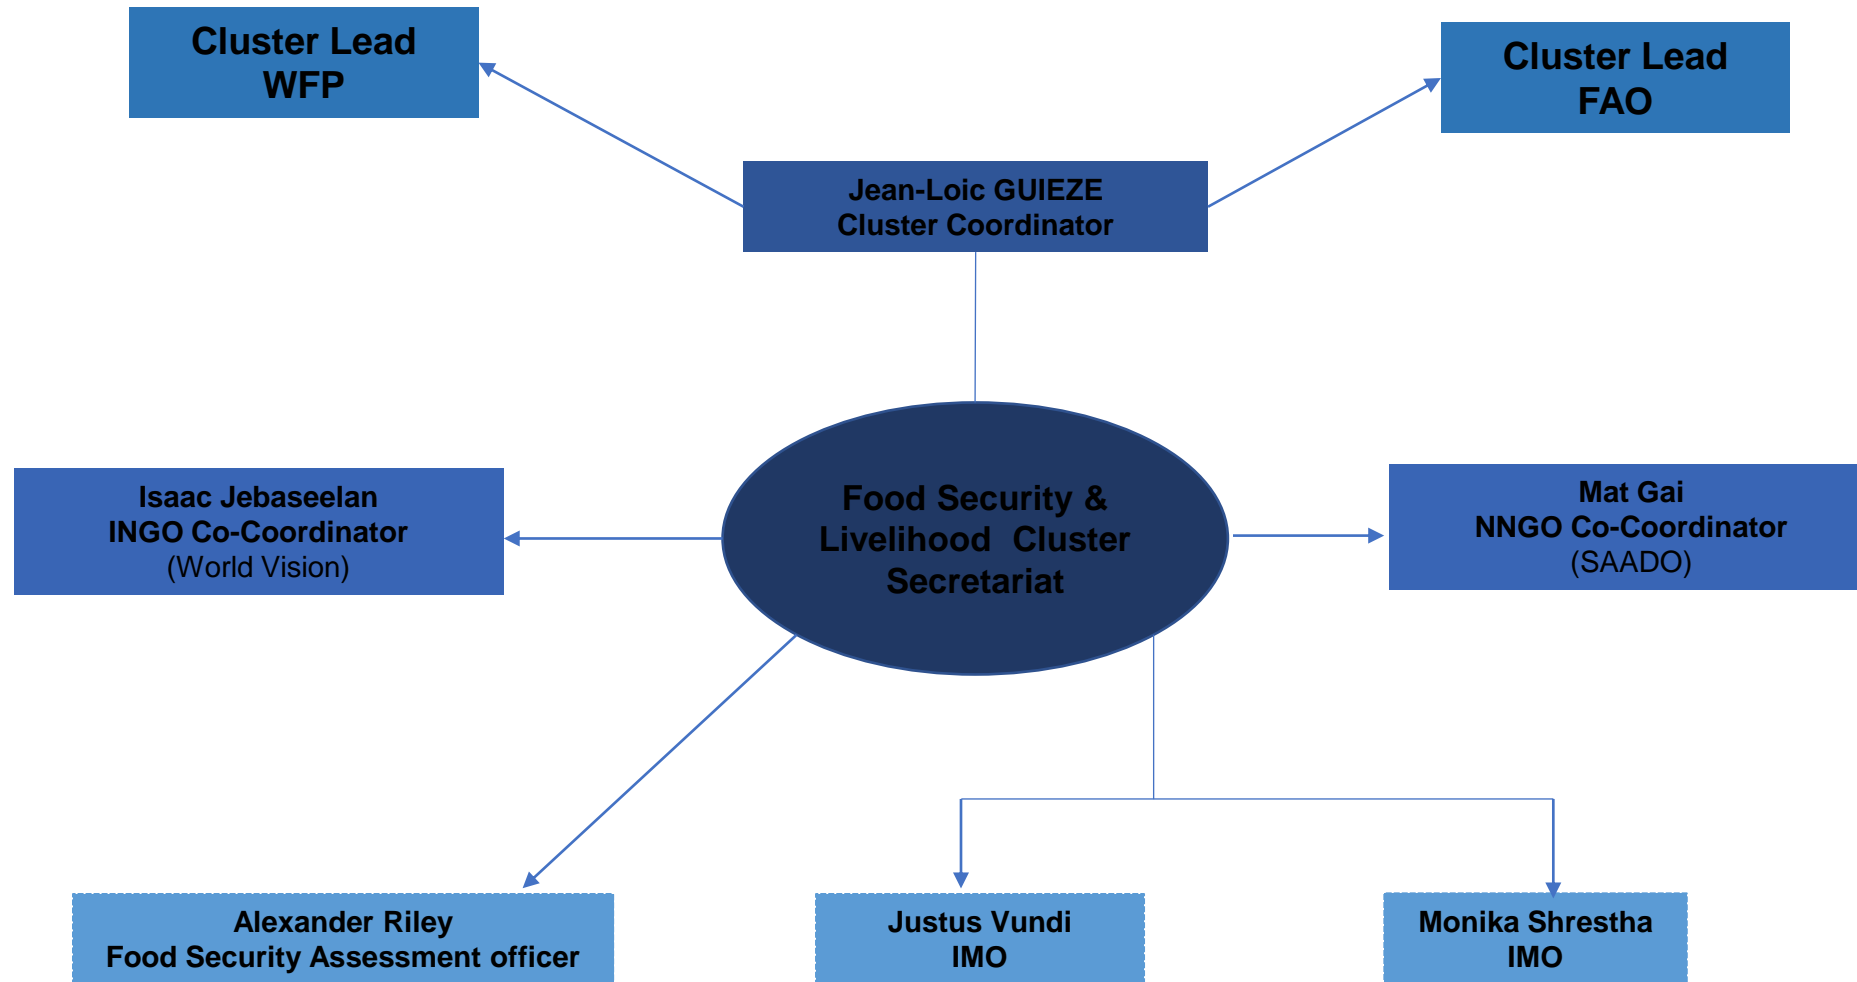 Cluster Lead
WFP
Cluster Lead
FAO
Jean-Loic GUIEZE
Cluster Coordinator
Isaac Jebaseelan
INGO Co-Coordinator
(World Vision)
Food Security &
Livelihood Cluster
Secretariat
Mat Gai
NNGO Co-Coordinator
(SAADO)
Alexander Riley
Food Security Assessment officer
Justus Vundi
IMO
Monika Shrestha
IMO